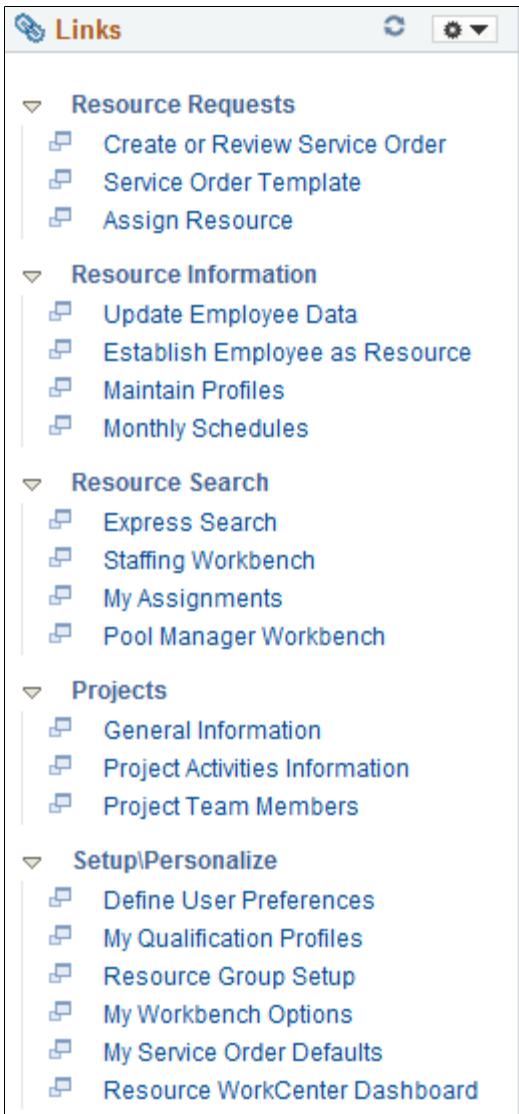 Links
Resource Requests
Create or Review Service Order
Service Order Template
Assign Resource
Resource Information
Update Employee Data
Establish Employee as Resource
Maintain Profiles
Monthly Schedules
Resource Search
Express Search
Staffing Workbench
My Assignments
Pool Manager Workbench
Projects
General Information
Project Activities Information
Project Team Members
Setup\Personalize
Define User Preferences
My Qualification Profiles
Resource Group Setup
My Workbench Options
My Service Order Defaults
Resource WorkCenter Dashboard